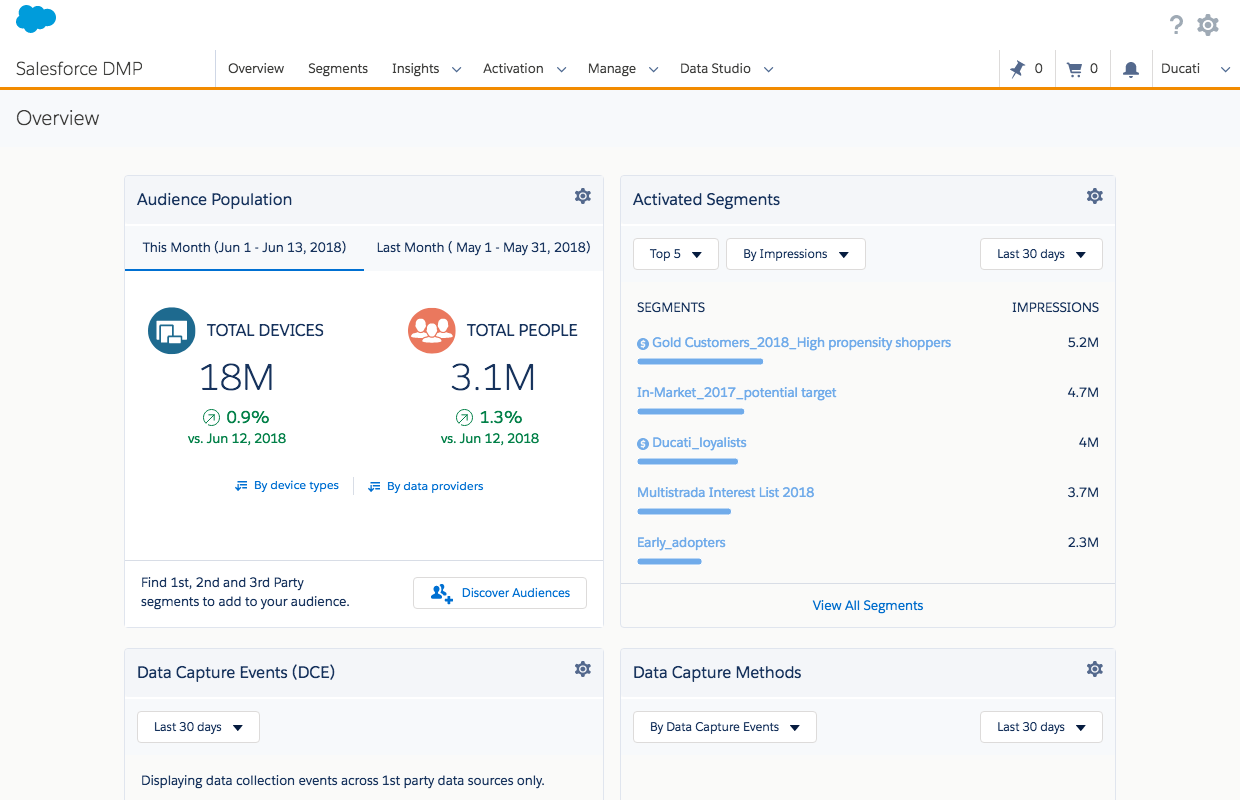 ?
Salesforce DMP
Overview Segments Insights Activation Manage Data Studio
0 0 Ducati
Overview
Audience Population
This Month (Jun 1 - Jun 13, 2018) Last Month ( May 1 - May 31, 2018)
TOTAL DEVICES
18M
0.9%
vs. Jun 12, 2018
TOTAL PEOPLE
3.1M
1.3%
vs. Jun 12, 2018
By device types By data providers
Find 1st, 2nd and 3rd Party
segments to add to your audience.
Discover Audiences
Activated Segments
Top 5 By Impressions Last 30 days
SEGMENTS IMPRESSIONS
$ Gold Customers_2018_High propensity shoppers 5.2M
In-Market_2017_potential target 4.7M
$ Ducati_loyalists 4M
Multistrada Interest List 2018 3.7M
Early_adopters 2.3M
View All Segments
Data Capture Events (DCE)
Last 30 days
Displaying data collection events across 1st party data sources only.
Data Capture Methods
By Data Capture Events Last 30 days